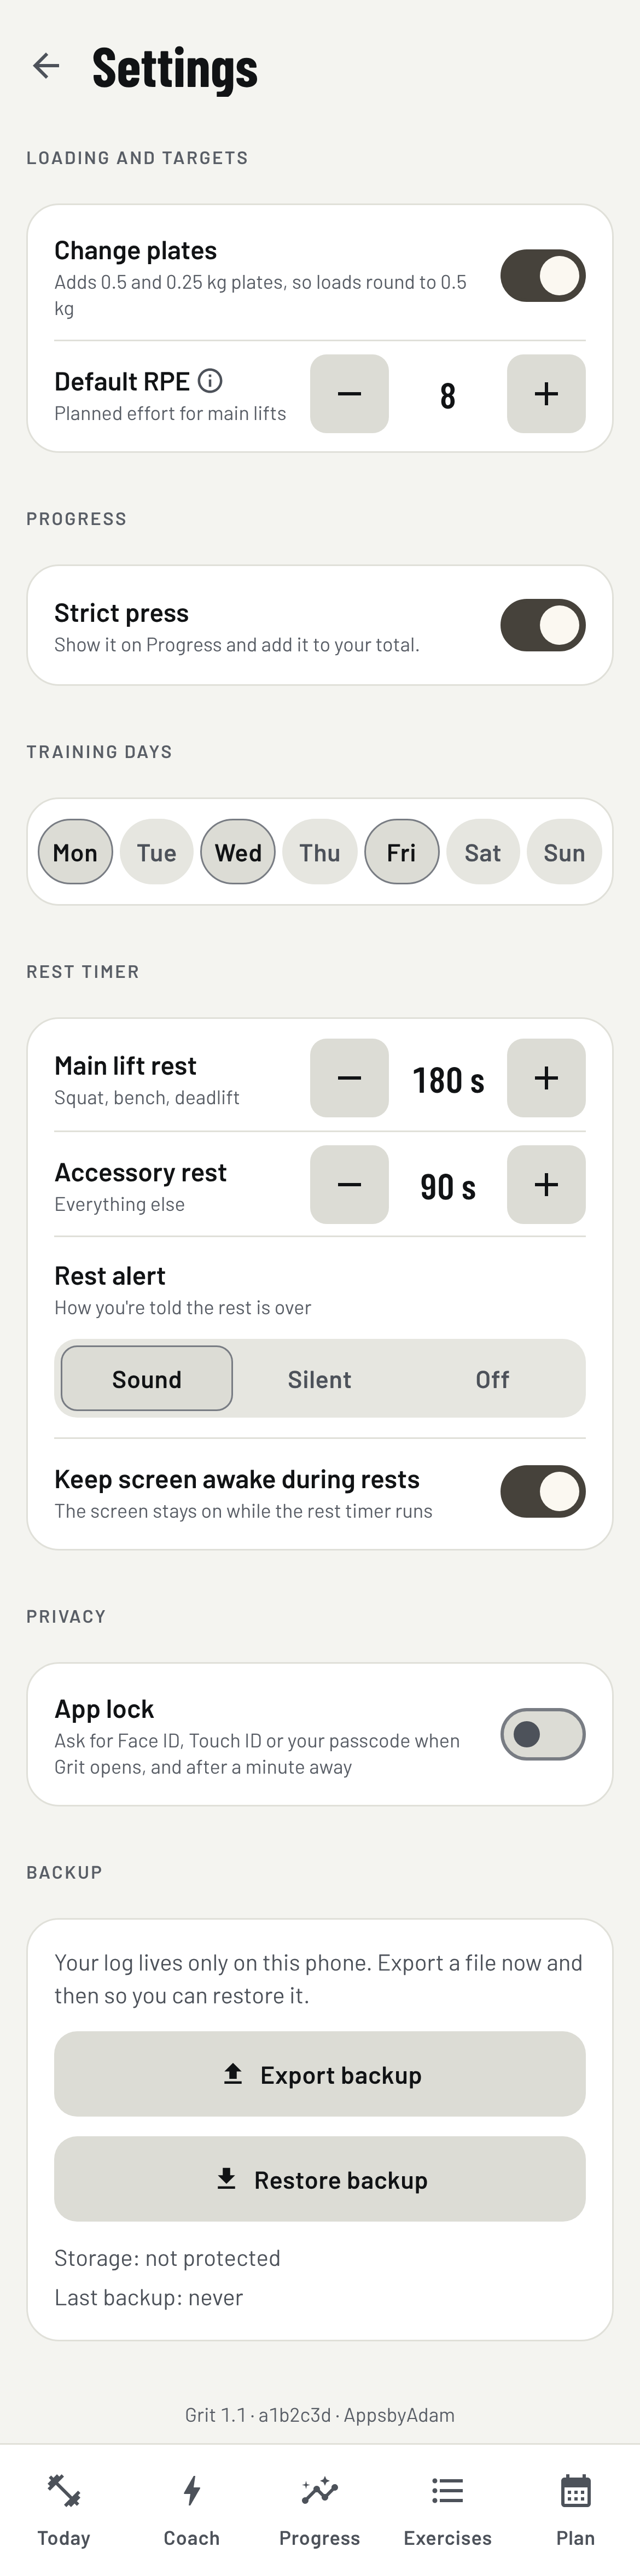 Settings
LOADING AND TARGETS
Change plates
Adds 0.5 and 0.25 kg plates, so loads round to 0.5
kg
Default RPE
Planned effort for main lifts
8
PROGRESS
Strict press
Show it on Progress and add it to your total.
TRAINING DAYS
Mon Tue Wed Thu Fri Sat Sun
REST TIMER
Main lift rest
Squat, bench, deadlift
180 s
Accessory rest
Everything else
90 s
Rest alert
How you're told the rest is over
Sound Silent Off
Keep screen awake during rests
The screen stays on while the rest timer runs
PRIVACY
App lock
Ask for Face ID, Touch ID or your passcode when
Grit opens, and after a minute away
BACKUP
Your log lives only on this phone. Export a file now and
then so you can restore it.
Export backup
Restore backup
Storage: not protected
Last backup: never
Grit 1.1 · a1b2c3d · AppsbyAdam
Today Coach Progress Exercises Plan